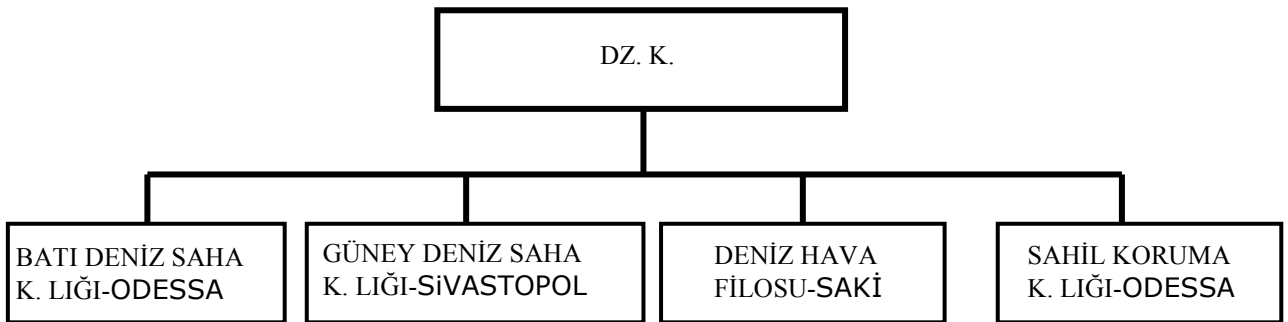 DZ. K.
BATI DENİZ SAHA
K. LIĞI-ODESSA
GÜNEY DENİZ SAHA
K. LIĞI-SiVASTOPOL
DENİZ HAVA
FİLOSU-SAKİ
SAHİL KORUMA
K. LIĞI-ODESSA